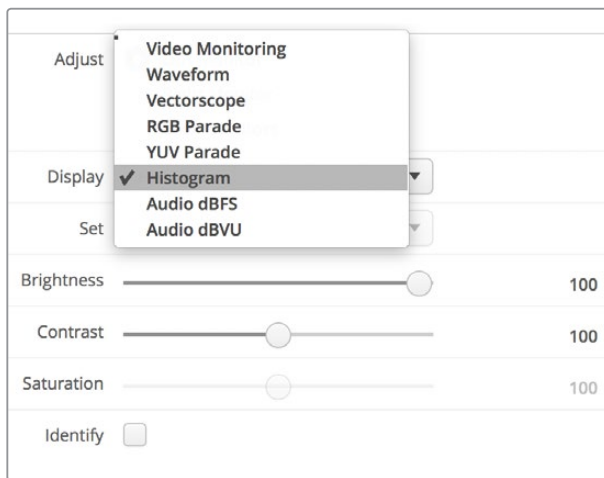 Adjust
Video Monitoring
Waveform
Vectorscope
RGB Parade
YUV Parade
Display ✓ Histogram
Audio dBFS
Set Audio dBVU
Brightness 100
Contrast 100
Saturation 100
Identify